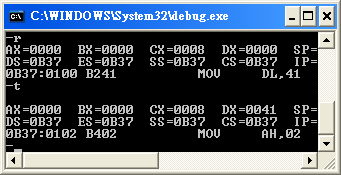 C:\WINDOWS\System32\debug.exe
-r
AX=0000 BX=0000 CX=0008 DX=0000 SP=
DS=0B37 ES=0B37 SS=0B37 CS=0B37 IP=
0B37:0100 B241 MOV DL,41
-t
AX=0000 BX=0000 CX=0008 DX=0041 SP=
DS=0B37 ES=0B37 SS=0B37 CS=0B37 IP=
0B37:0102 B402 MOV AH,02
-